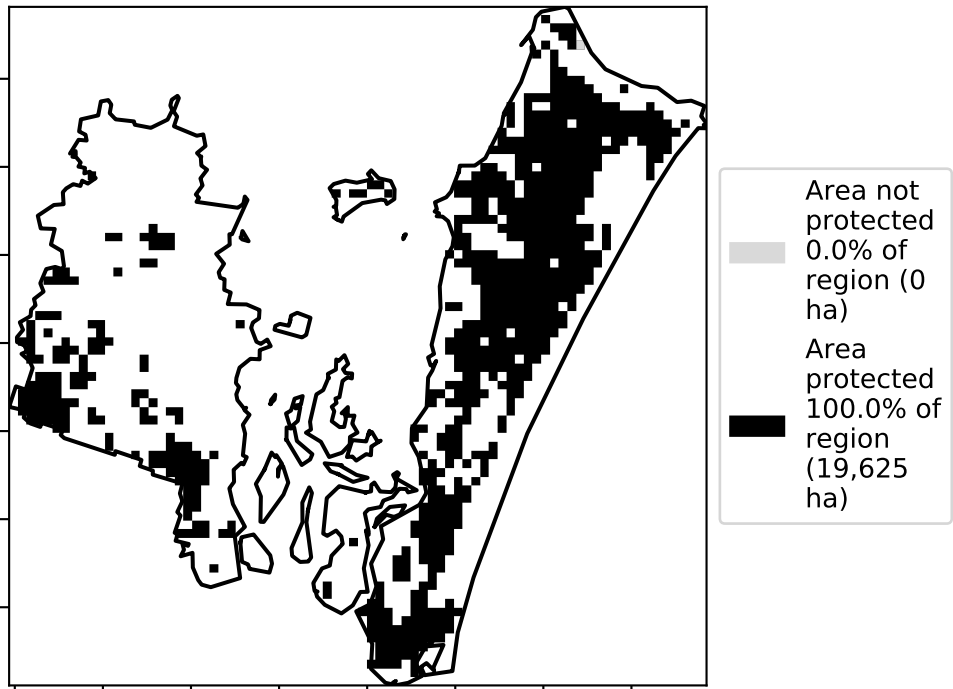 Area not
protected
0.0% of
region (0
ha)
Area
protected
100.0% of
region
(19,625
ha)